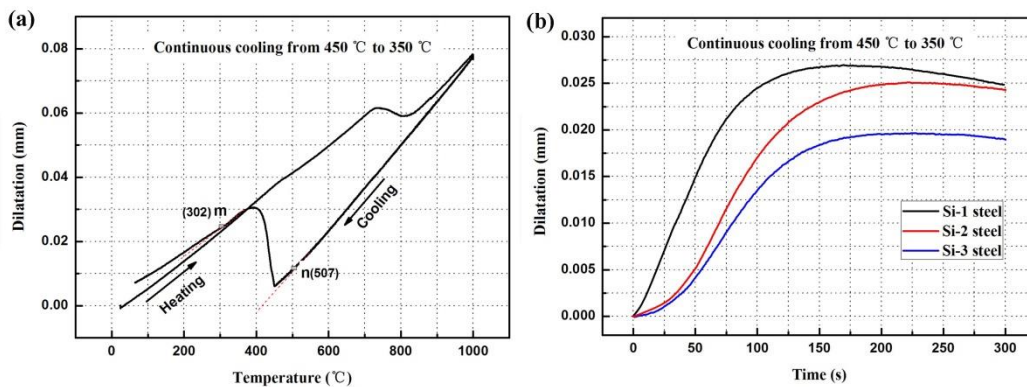 (a)
Continuous cooling from 450 ℃ to 350 ℃
Dilatation (mm)
0.08
0.06
0.04
0.02
0.00
(302) m
n(507)
Heating
Cooling
0 200 400 600 800 1000
Temperature (℃)
(b)
Continuous cooling from 450 ℃ to 350 ℃
Dilatation (mm)
0.030
0.025
0.020
0.015
0.010
0.005
0.000
Si-1 steel
Si-2 steel
Si-3 steel
0 50 100 150 200 250 300
Time (s)